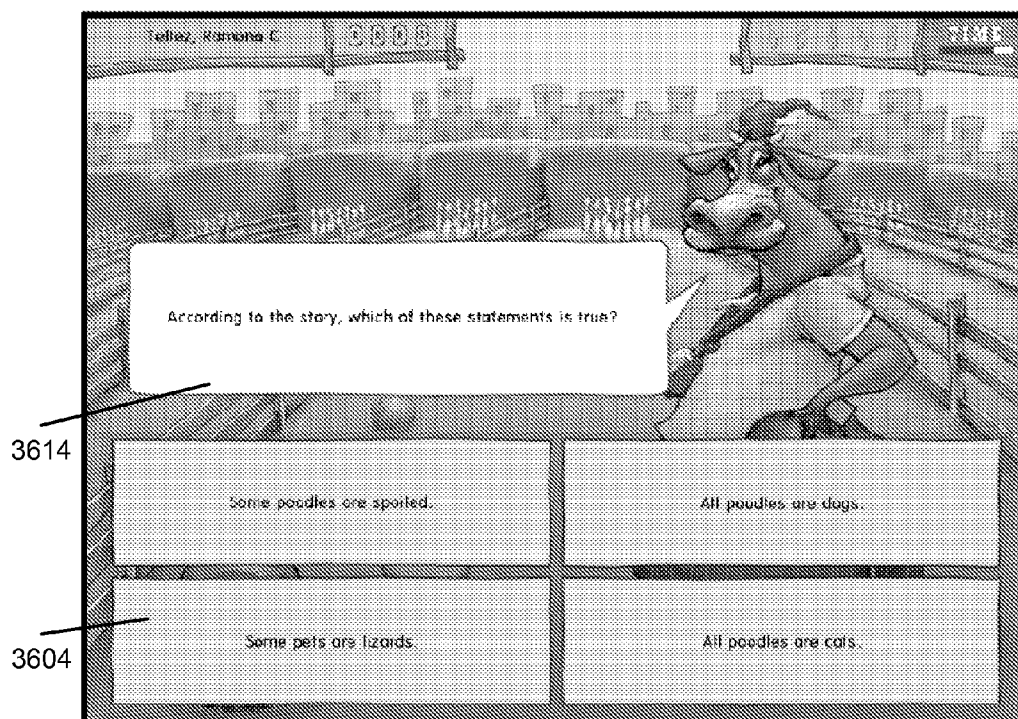 Tellez, Ramona C
TIME
According to the story, which of these statements is true?
3614
Some poodles are spoiled.
All poodles are dogs.
3604
Some pets are lizards.
All poodles are cats.